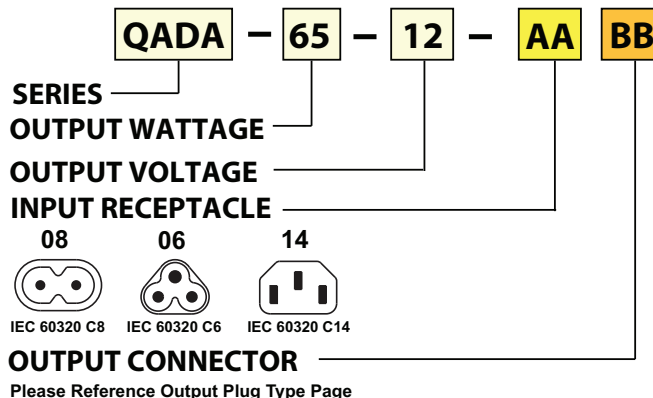 QADA – 65 – 12 – AA BB
SERIES
OUTPUT WATTAGE
OUTPUT VOLTAGE
INPUT RECEPTACLE
08 06 14
IEC 60320 C8 IEC 60320 C6 IEC 60320 C14
OUTPUT CONNECTOR
Please Reference Output Plug Type Page